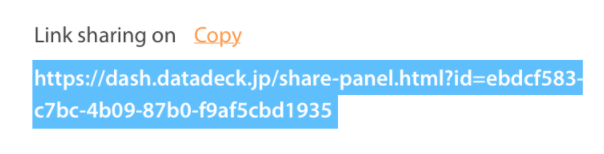 Link sharing on Copy
https://dash.datadeck.jp/share-panel.html?id=ebdcf583-
c7bc-4b09-87b0-f9af5cbd1935